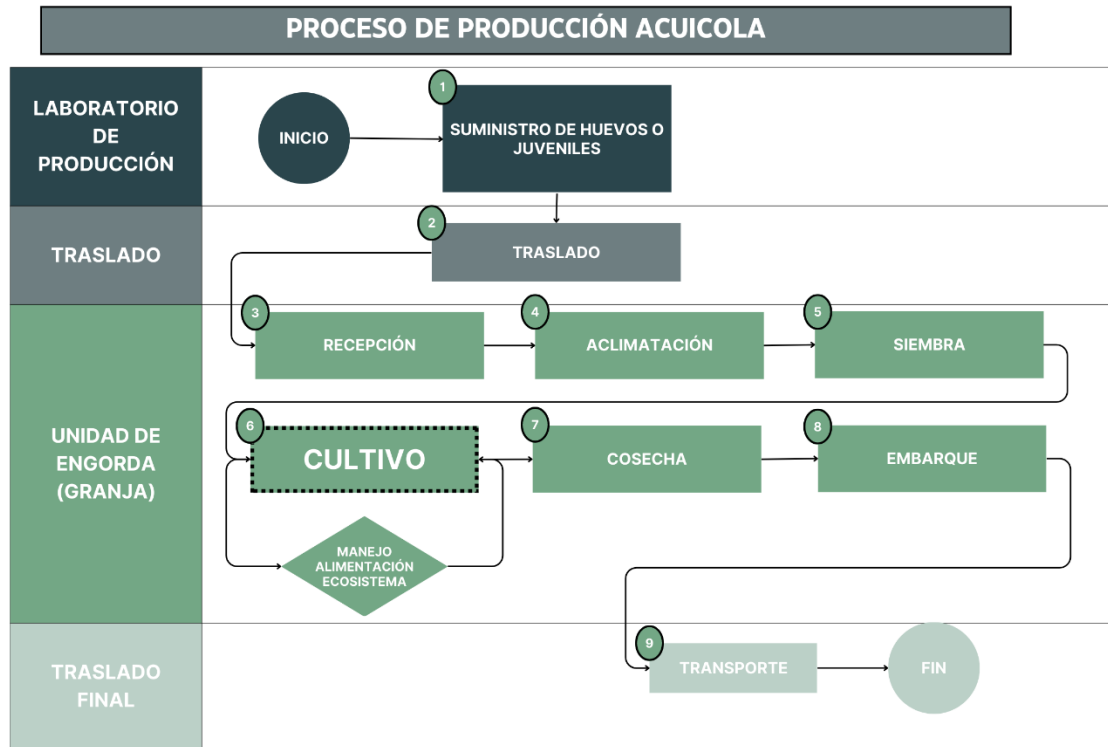 PROCESO DE PRODUCCIÓN ACUICOLA
LABORATORIO
DE
PRODUCCIÓN
INICIO
1
SUMINISTRO DE HUEVOS O
JUVENILES
TRASLADO
2
TRASLADO
UNIDAD DE
ENGORDA
(GRANJA)
3
RECEPCIÓN
4
ACLIMATACIÓN
5
SIEMBRA
6
CULTIVO
7
COSECHA
8
EMBARQUE
MANEJO
ALIMENTACIÓN
ECOSISTEMA
TRASLADO
FINAL
9
TRANSPORTE
FIN